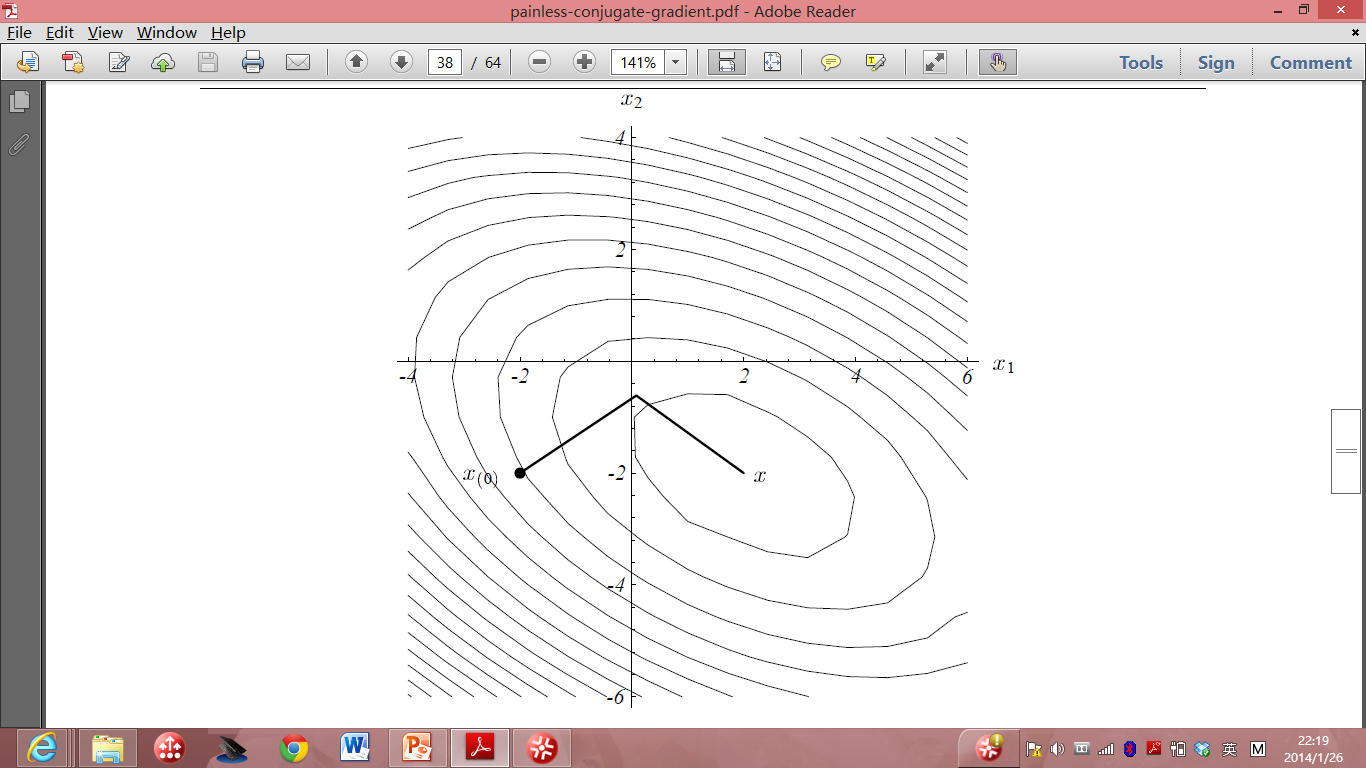 painless-conjugate-gradient.pdf - Adobe Reader
File Edit View Window Help
38 / 64 141% Tools Sign Comment
x2
4
2
-4 -2 2 4 6 x1
x(0) -2 x
-4
-6
英 M 22:19
2014/1/26